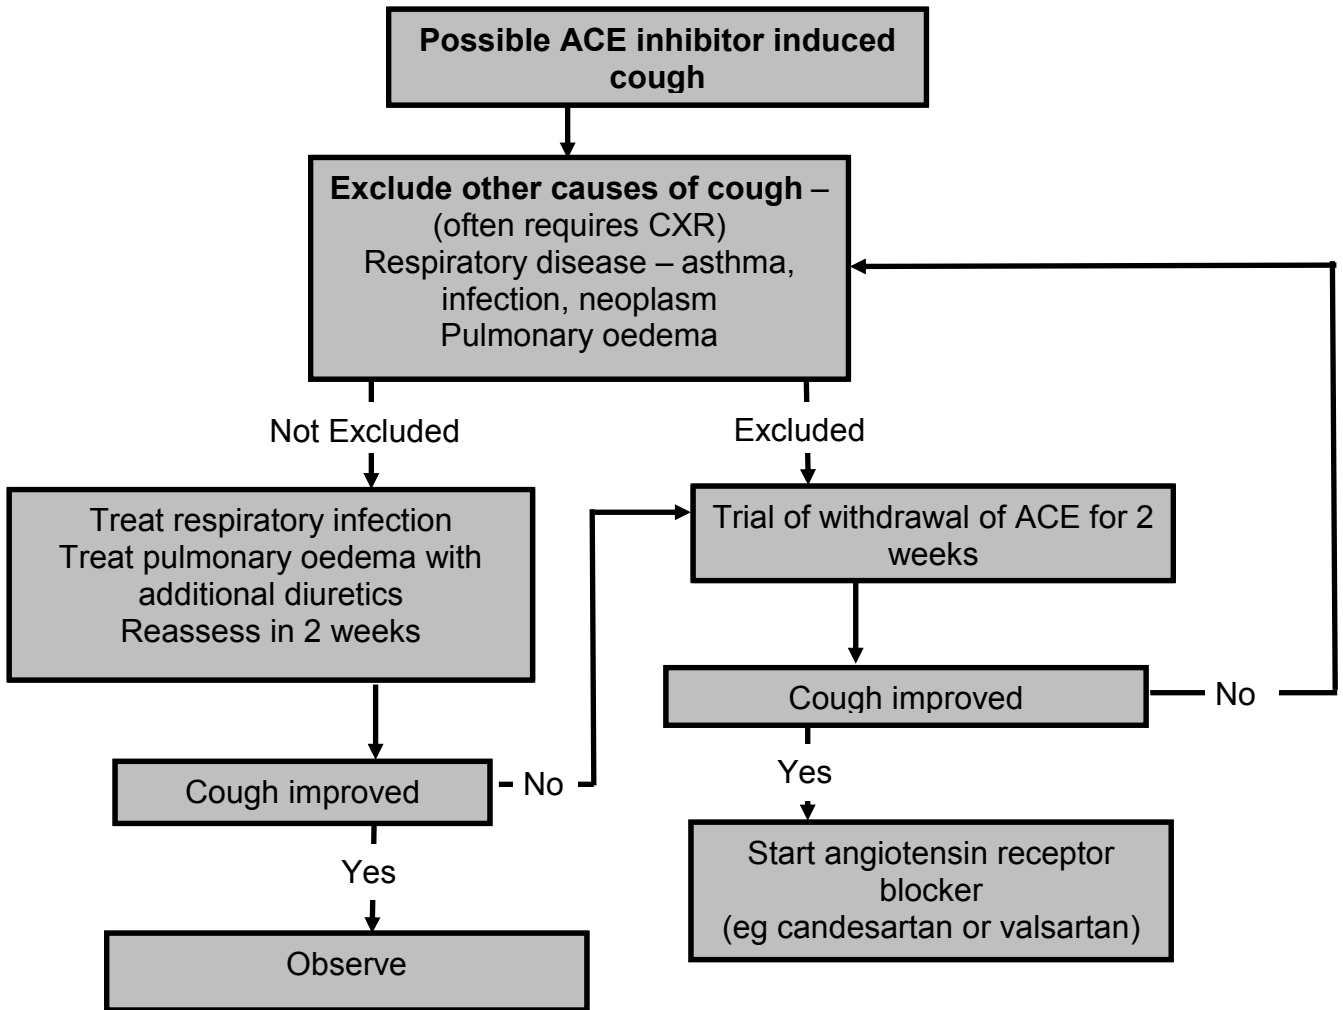 Possible ACE inhibitor induced
cough
Exclude other causes of cough –
(often requires CXR)
Respiratory disease – asthma,
infection, neoplasm
Pulmonary oedema
Not Excluded
Excluded
Treat respiratory infection
Treat pulmonary oedema with
additional diuretics
Reassess in 2 weeks
Trial of withdrawal of ACE for 2
weeks
Cough improved
No
Cough improved
No
Yes
Start angiotensin receptor
blocker
(eg candesartan or valsartan)
Yes
Observe